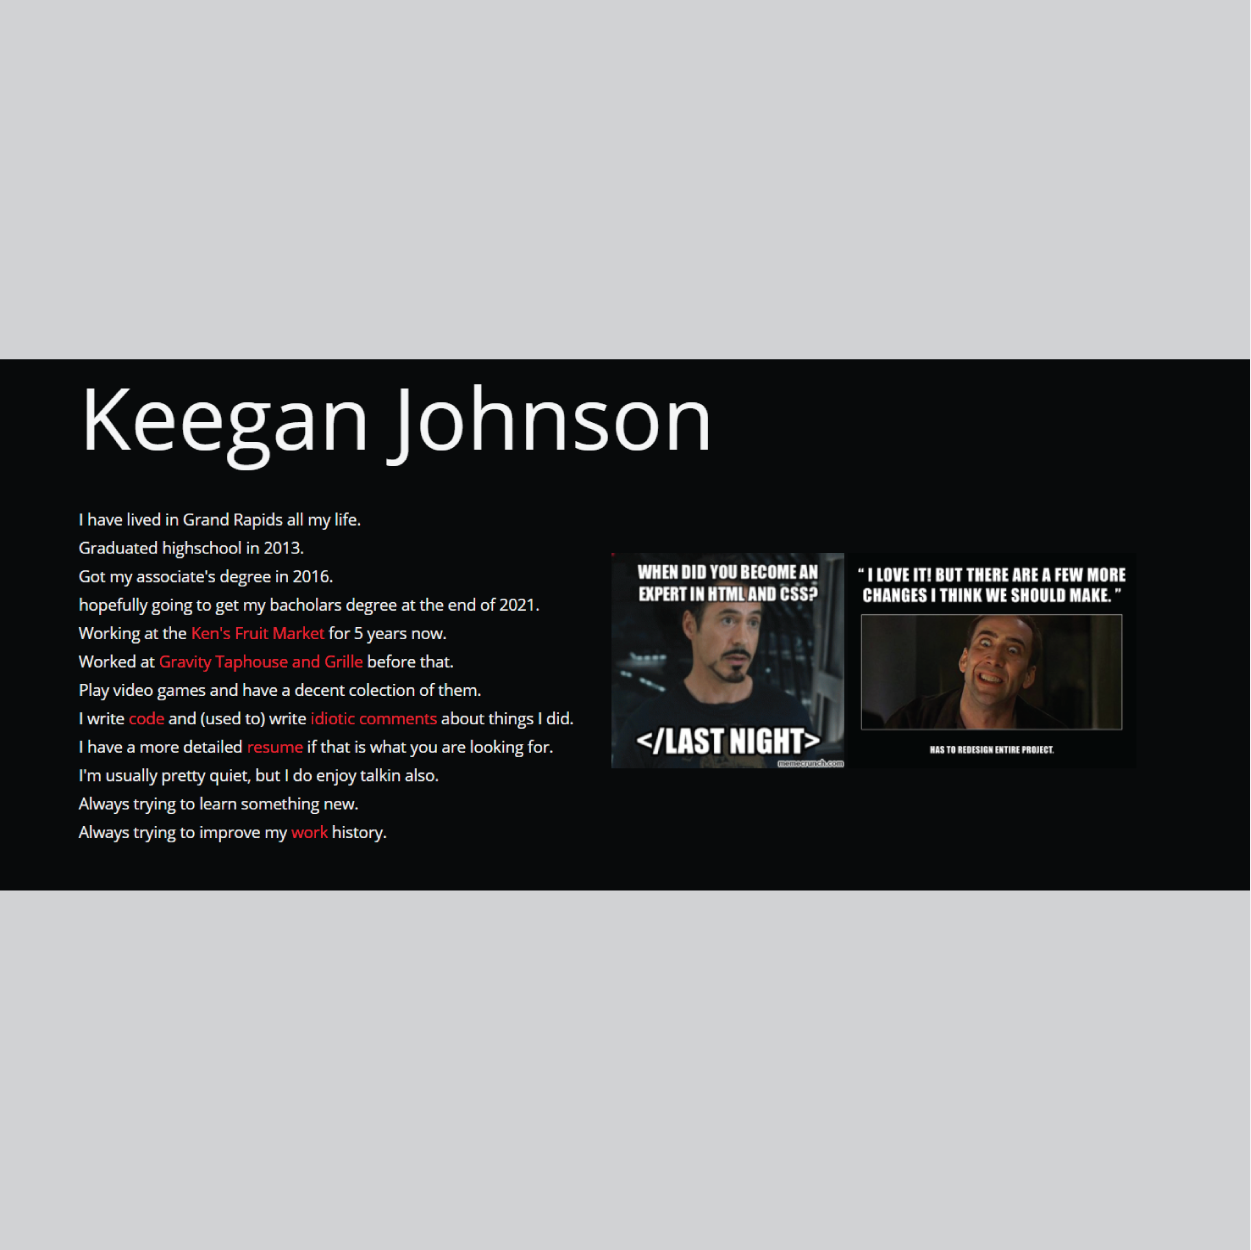 Keegan Johnson
I have lived in Grand Rapids all my life.
Graduated highschool in 2013.
Got my associate's degree in 2016.
hopefully going to get my bacholars degree at the end of 2021.
Working at the Ken's Fruit Market for 5 years now.
Worked at Gravity Taphouse and Grille before that.
Play video games and have a decent colection of them.
I write code and (used to) write idiotic comments about things I did.
I have a more detailed resume if that is what you are looking for.
I'm usually pretty quiet, but I do enjoy talkin also.
Always trying to learn something new.
Always trying to improve my work history.
WHEN DID YOU BECOME AN
EXPERT IN HTML AND CSS?
</LAST NIGHT>
memecrunch.com
“ I LOVE IT! BUT THERE ARE A FEW MORE
CHANGES I THINK WE SHOULD MAKE. ”
HAS TO REDESIGN ENTIRE PROJECT.